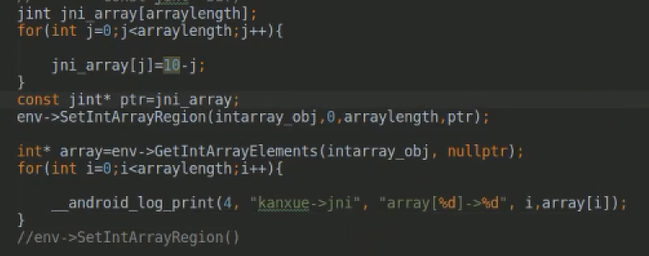 jint jni_array[arraylength];
for(int j=0;j<arraylength;j++){
jni_array[j]=10-j;
}
const jint* ptr=jni_array;
env->SetIntArrayRegion(intarray_obj,0,arraylength,ptr);
int* array=env->GetIntArrayElements(intarray_obj, nullptr);
for(int i=0;i<arraylength;i++){
__android_log_print(4, "kanxue->jni", "array[%d]->%d", i,array[i]);
}
//env->SetIntArrayRegion()